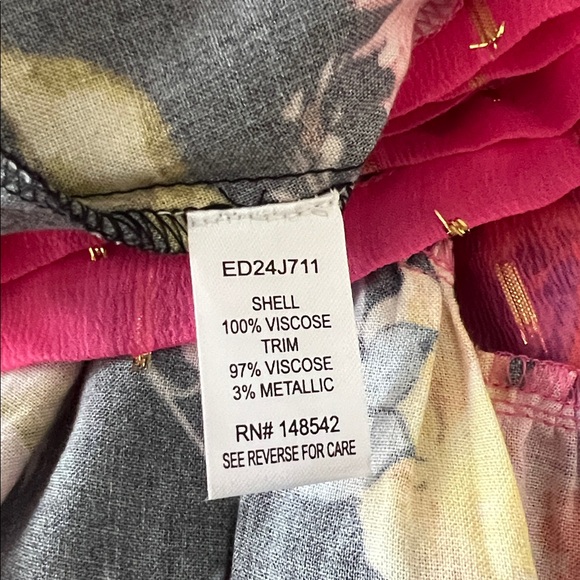 ED24J711
SHELL
100% VISCOSE
TRIM
97% VISCOSE
3% METALLIC
RN# 148542
SEE REVERSE FOR CARE